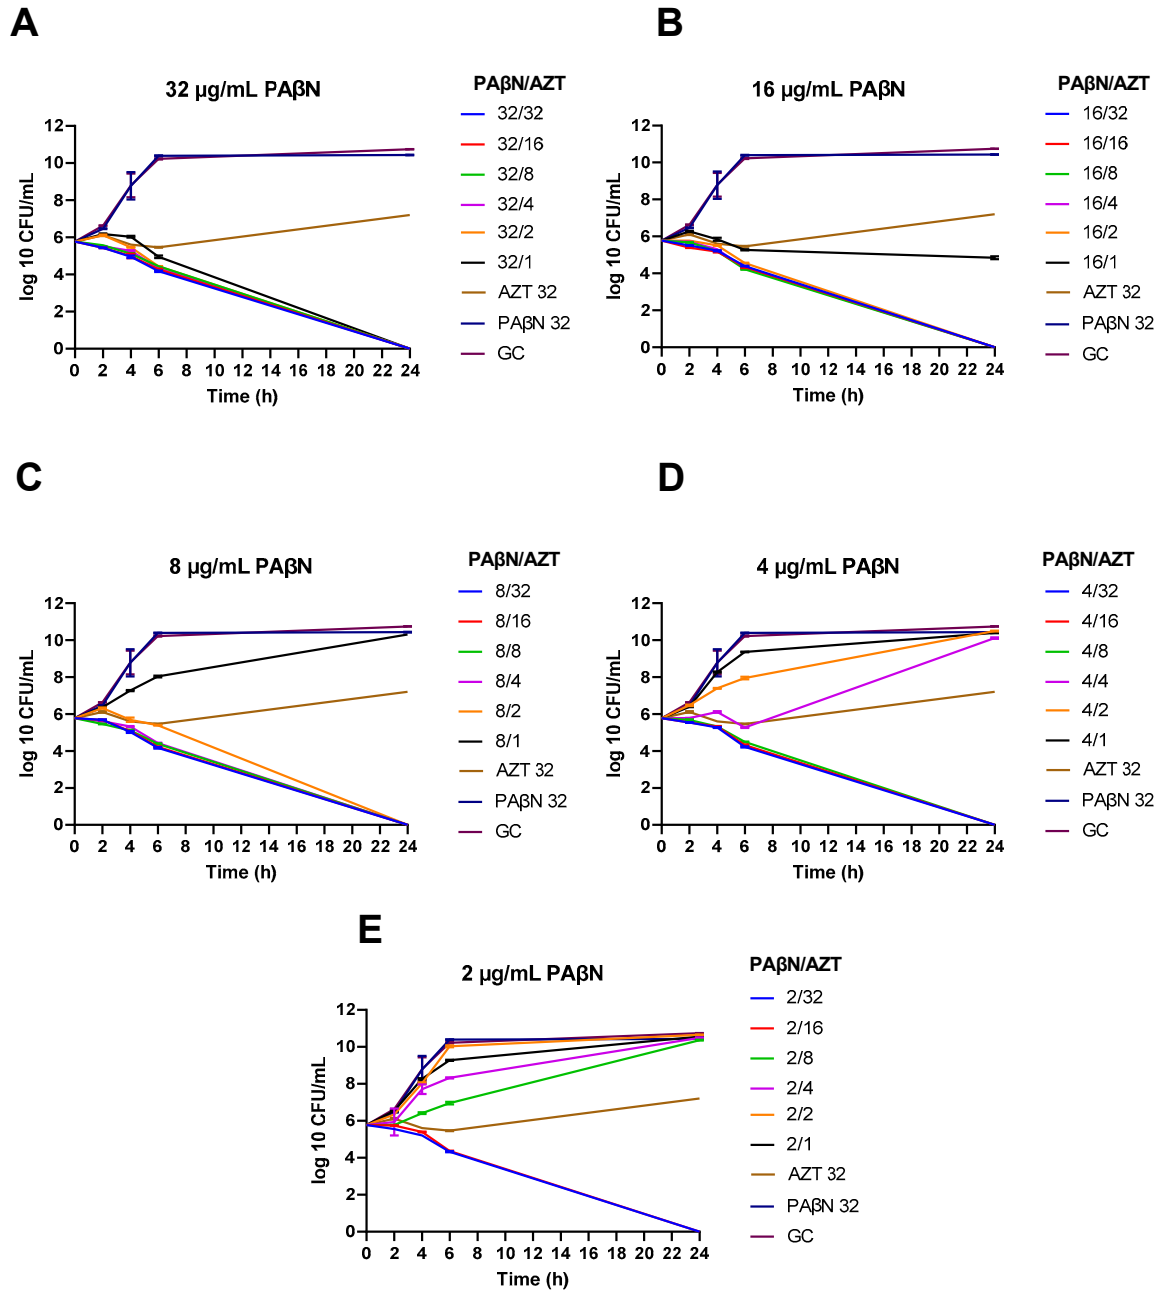 A
32 µg/mL PAβN
log 10 CFU/mL
12
10
8
6
4
2
0
0 2 4 6 8 10 12 14 16 18 20 22 24
Time (h)
PAβN/AZT
32/32
32/16
32/8
32/4
32/2
32/1
AZT 32
PAβN 32
GC
B
16 µg/mL PAβN
log 10 CFU/mL
12
10
8
6
4
2
0
0 2 4 6 8 10 12 14 16 18 20 22 24
Time (h)
PAβN/AZT
16/32
16/16
16/8
16/4
16/2
16/1
AZT 32
PAβN 32
GC
C
8 µg/mL PAβN
log 10 CFU/mL
12
10
8
6
4
2
0
0 2 4 6 8 10 12 14 16 18 20 22 24
Time (h)
PAβN/AZT
8/32
8/16
8/8
8/4
8/2
8/1
AZT 32
PAβN 32
GC
D
4 µg/mL PAβN
log 10 CFU/mL
12
10
8
6
4
2
0
0 2 4 6 8 10 12 14 16 18 20 22 24
Time (h)
PAβN/AZT
4/32
4/16
4/8
4/4
4/2
4/1
AZT 32
PAβN 32
GC
E
2 µg/mL PAβN
log 10 CFU/mL
12
10
8
6
4
2
0
0 2 4 6 8 10 12 14 16 18 20 22 24
Time (h)
PAβN/AZT
2/32
2/16
2/8
2/4
2/2
2/1
AZT 32
PAβN 32
GC